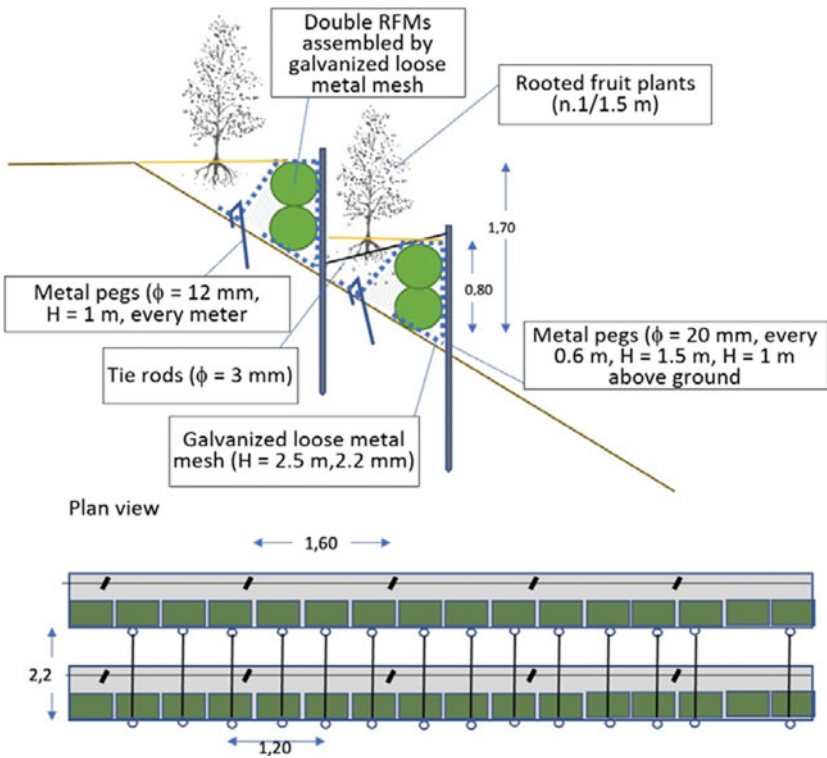 Double RFMs
assembled by
galvanized loose
metal mesh
Rooted fruit plants
(n.1/1.5 m)
1,70
0,80
Metal pegs (ϕ = 12 mm,
H = 1 m, every meter
Metal pegs (ϕ = 20 mm, every
0.6 m, H = 1.5 m, H = 1 m
above ground
Tie rods (ϕ = 3 mm)
Galvanized loose metal
mesh (H = 2.5 m,2.2 mm)
Plan view
1,60
2,2
1,20